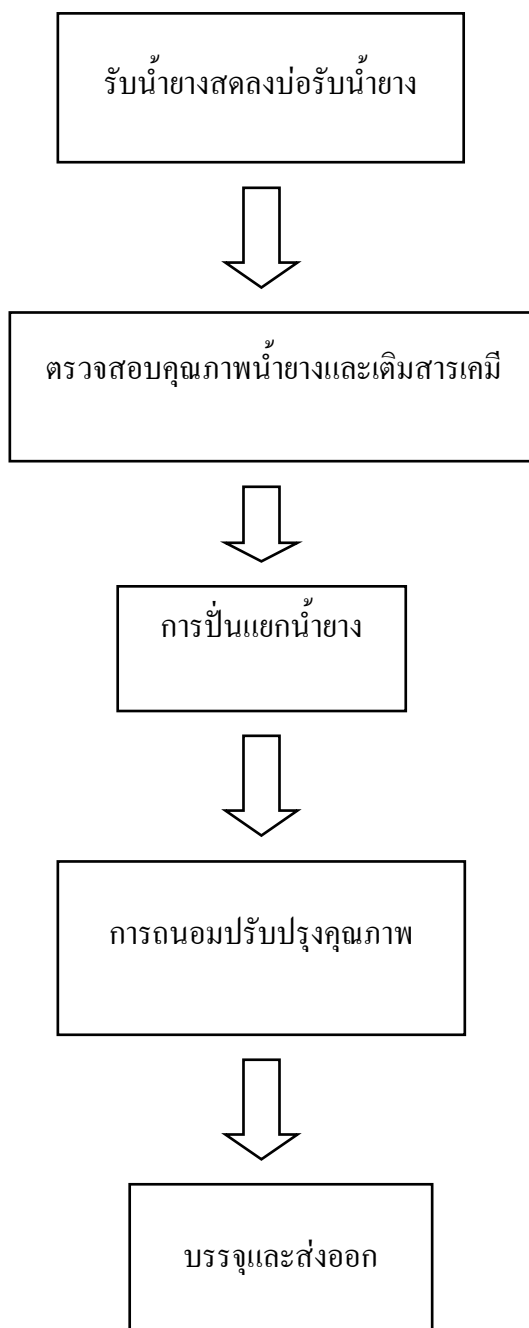 รับน้ำยางสดลงบ่อรับน้ำยาง
ตรวจสอบคุณภาพน้ำยางและเติมสารเคมี
การปั่นแยกน้ำยาง
การถนอมปรับปรุงคุณภาพ
บรรจุและส่งออก